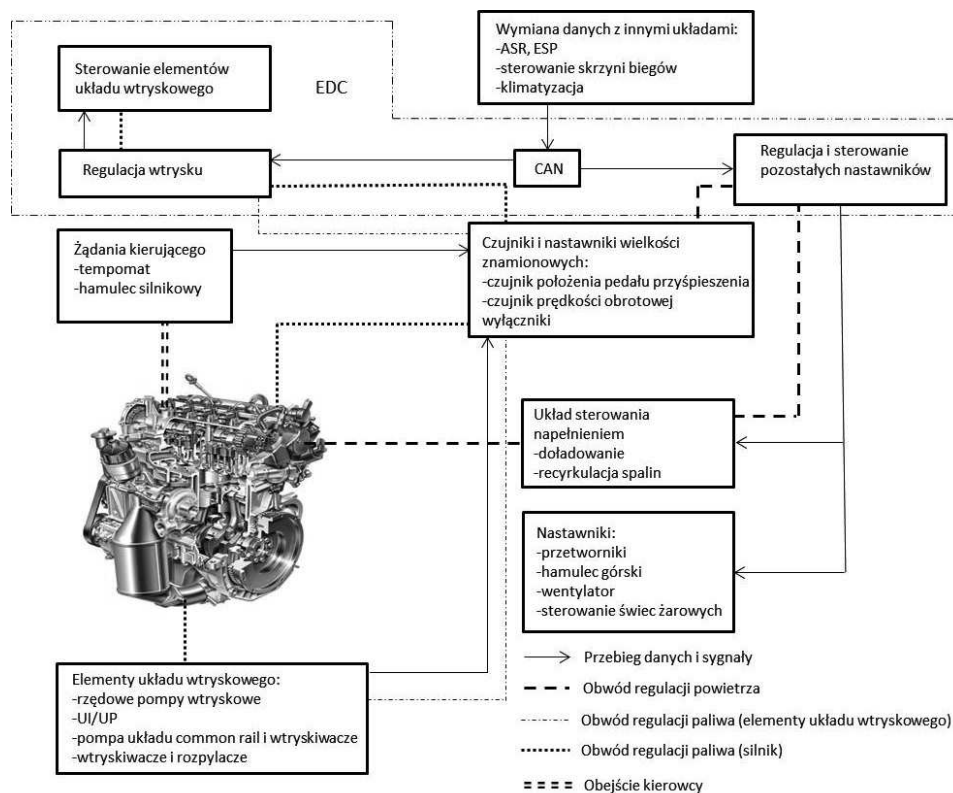 Wymiana danych z innymi układami:
-ASR, ESP
-sterowanie skrzyni biegów
-klimatyzacja
Sterowanie elementów
układu wtryskowego
EDC
Regulacja wtrysku
CAN
Regulacja i sterowanie
pozostałych nastawników
Żądania kierującego
-tempomat
-hamulec silnikowy
Czujniki i nastawniki wielkości
znamionowych:
-czujnik położenia pedału przyśpieszenia
-czujnik prędkości obrotowej
wyłączniki
Układ sterowania
napełnieniem
-doładowanie
-recyrkulacja spalin
Nastawniki:
-przetworniki
-hamulec górski
-wentylator
-sterowanie świec żarowych
Elementy układu wtryskowego:
-rzędowe pompy wtryskowe
-UI/UP
-pompa układu common rail i wtryskiwacze
-wtryskiwacze i rozpylacze
Przebieg danych i sygnały
Obwód regulacji powietrza
Obwód regulacji paliwa (elementy układu wtryskowego)
Obwód regulacji paliwa (silnik)
Obejście kierowcy